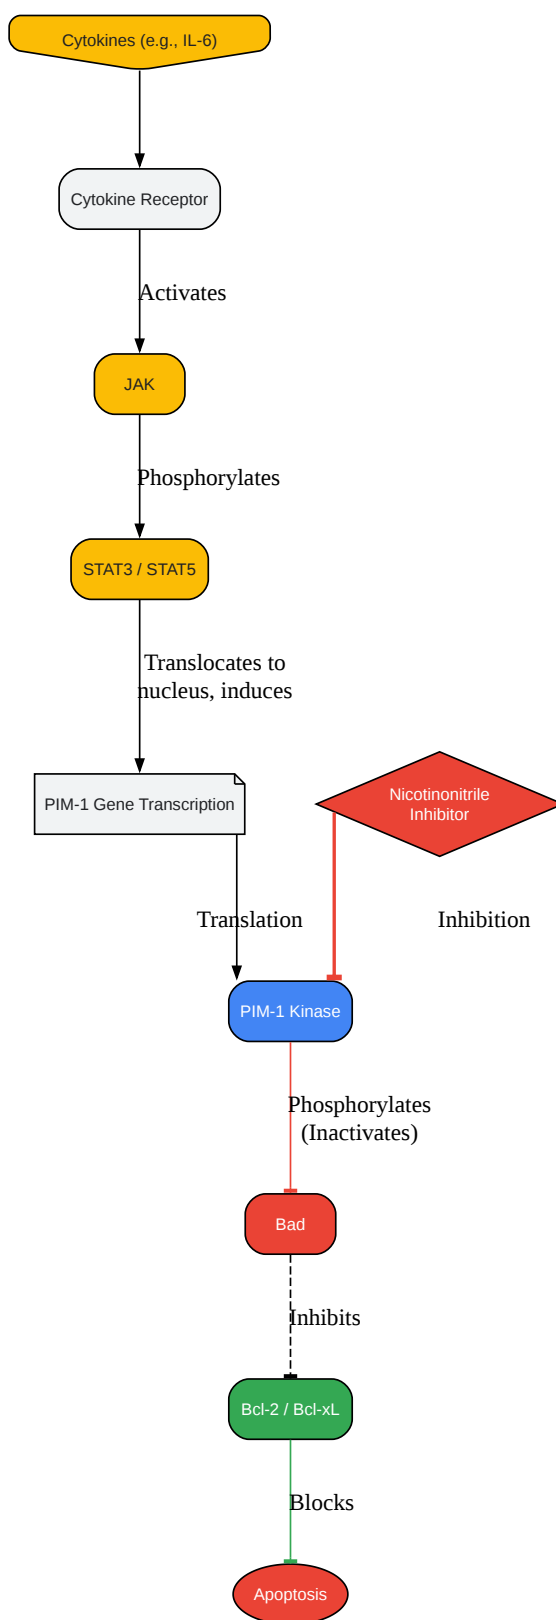 Cytokines (e.g., IL-6)
Cytokine Receptor
Activates
JAK
Phosphorylates
STAT3 / STAT5
Translocates to
nucleus, induces
PIM-1 Gene Transcription
Nicotinonitrile
Inhibitor
Translation
Inhibition
PIM-1 Kinase
Phosphorylates
(Inactivates)
Bad
Inhibits
Bcl-2 / Bcl-xL
Blocks
Apoptosis